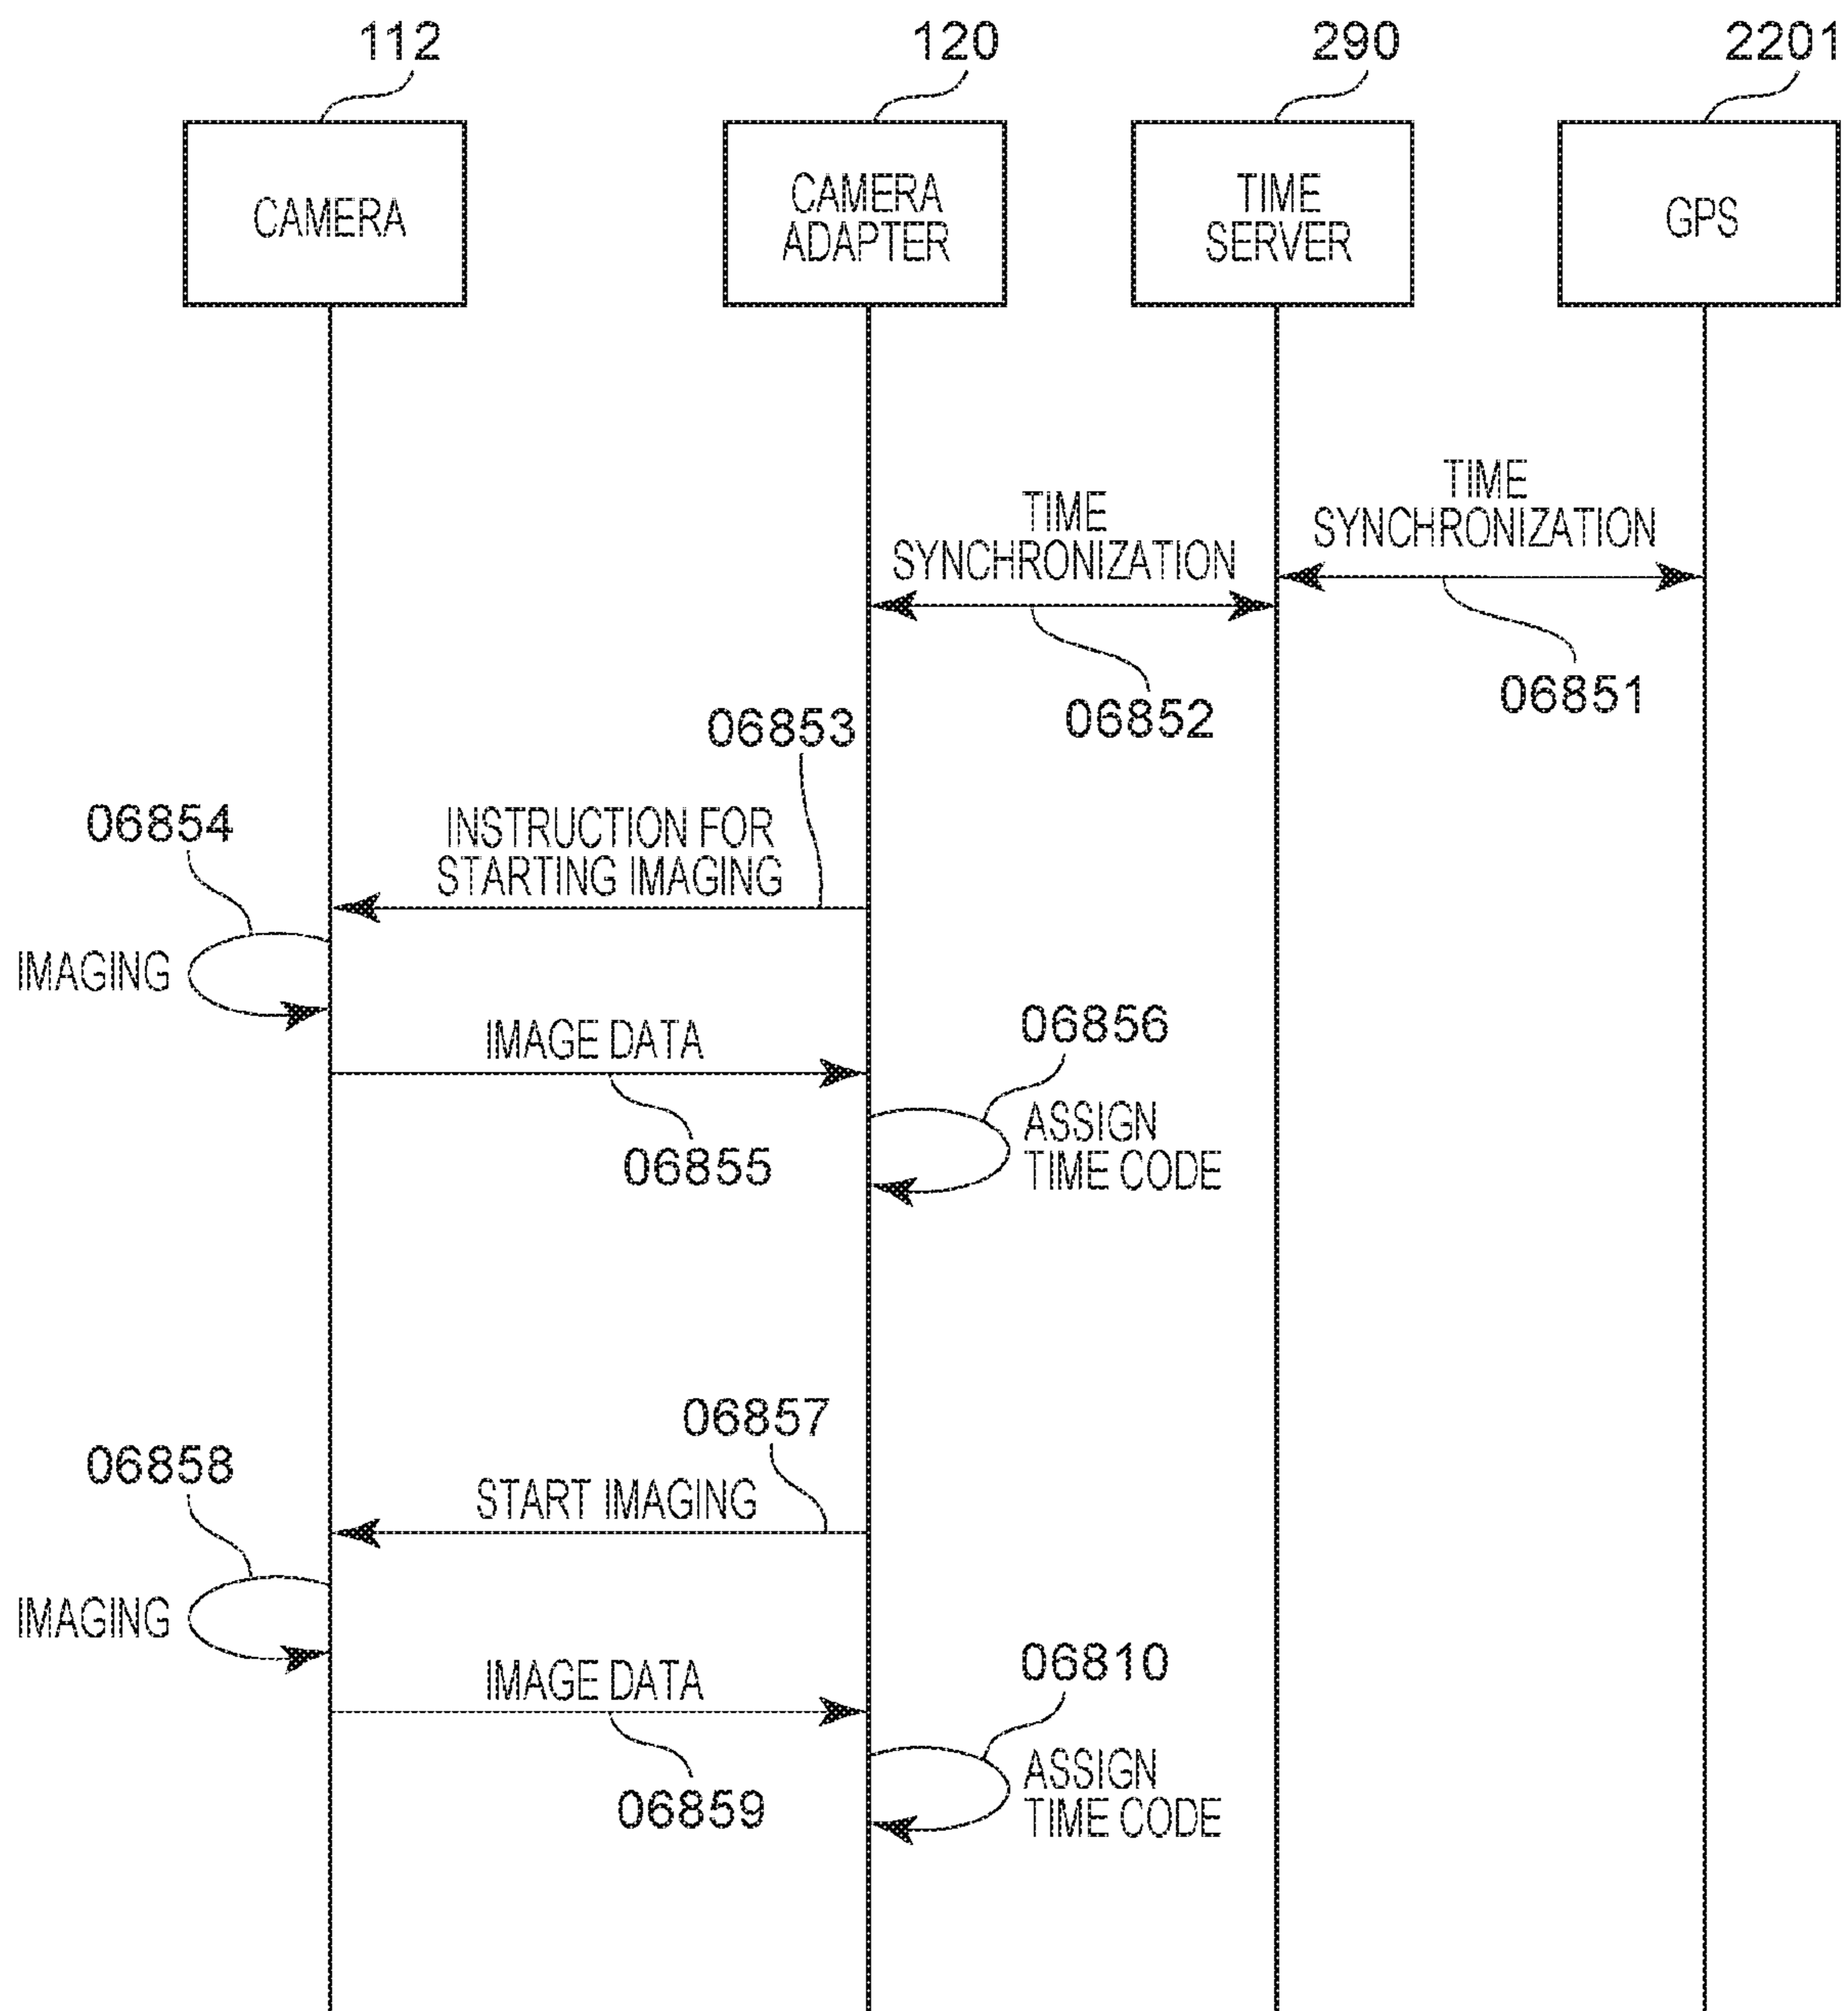 112
120
290
2201
CAMERA
CAMERA
ADAPTER
TIME
SERVER
GPS
TIME
SYNCHRONIZATION
TIME
SYNCHRONIZATION
06851
06852
06853
INSTRUCTION FOR
STARTING IMAGING
06854
IMAGING
IMAGE DATA
06855
06856
ASSIGN
TIME CODE
06857
START IMAGING
06858
IMAGING
IMAGE DATA
06859
06810
ASSIGN
TIME CODE